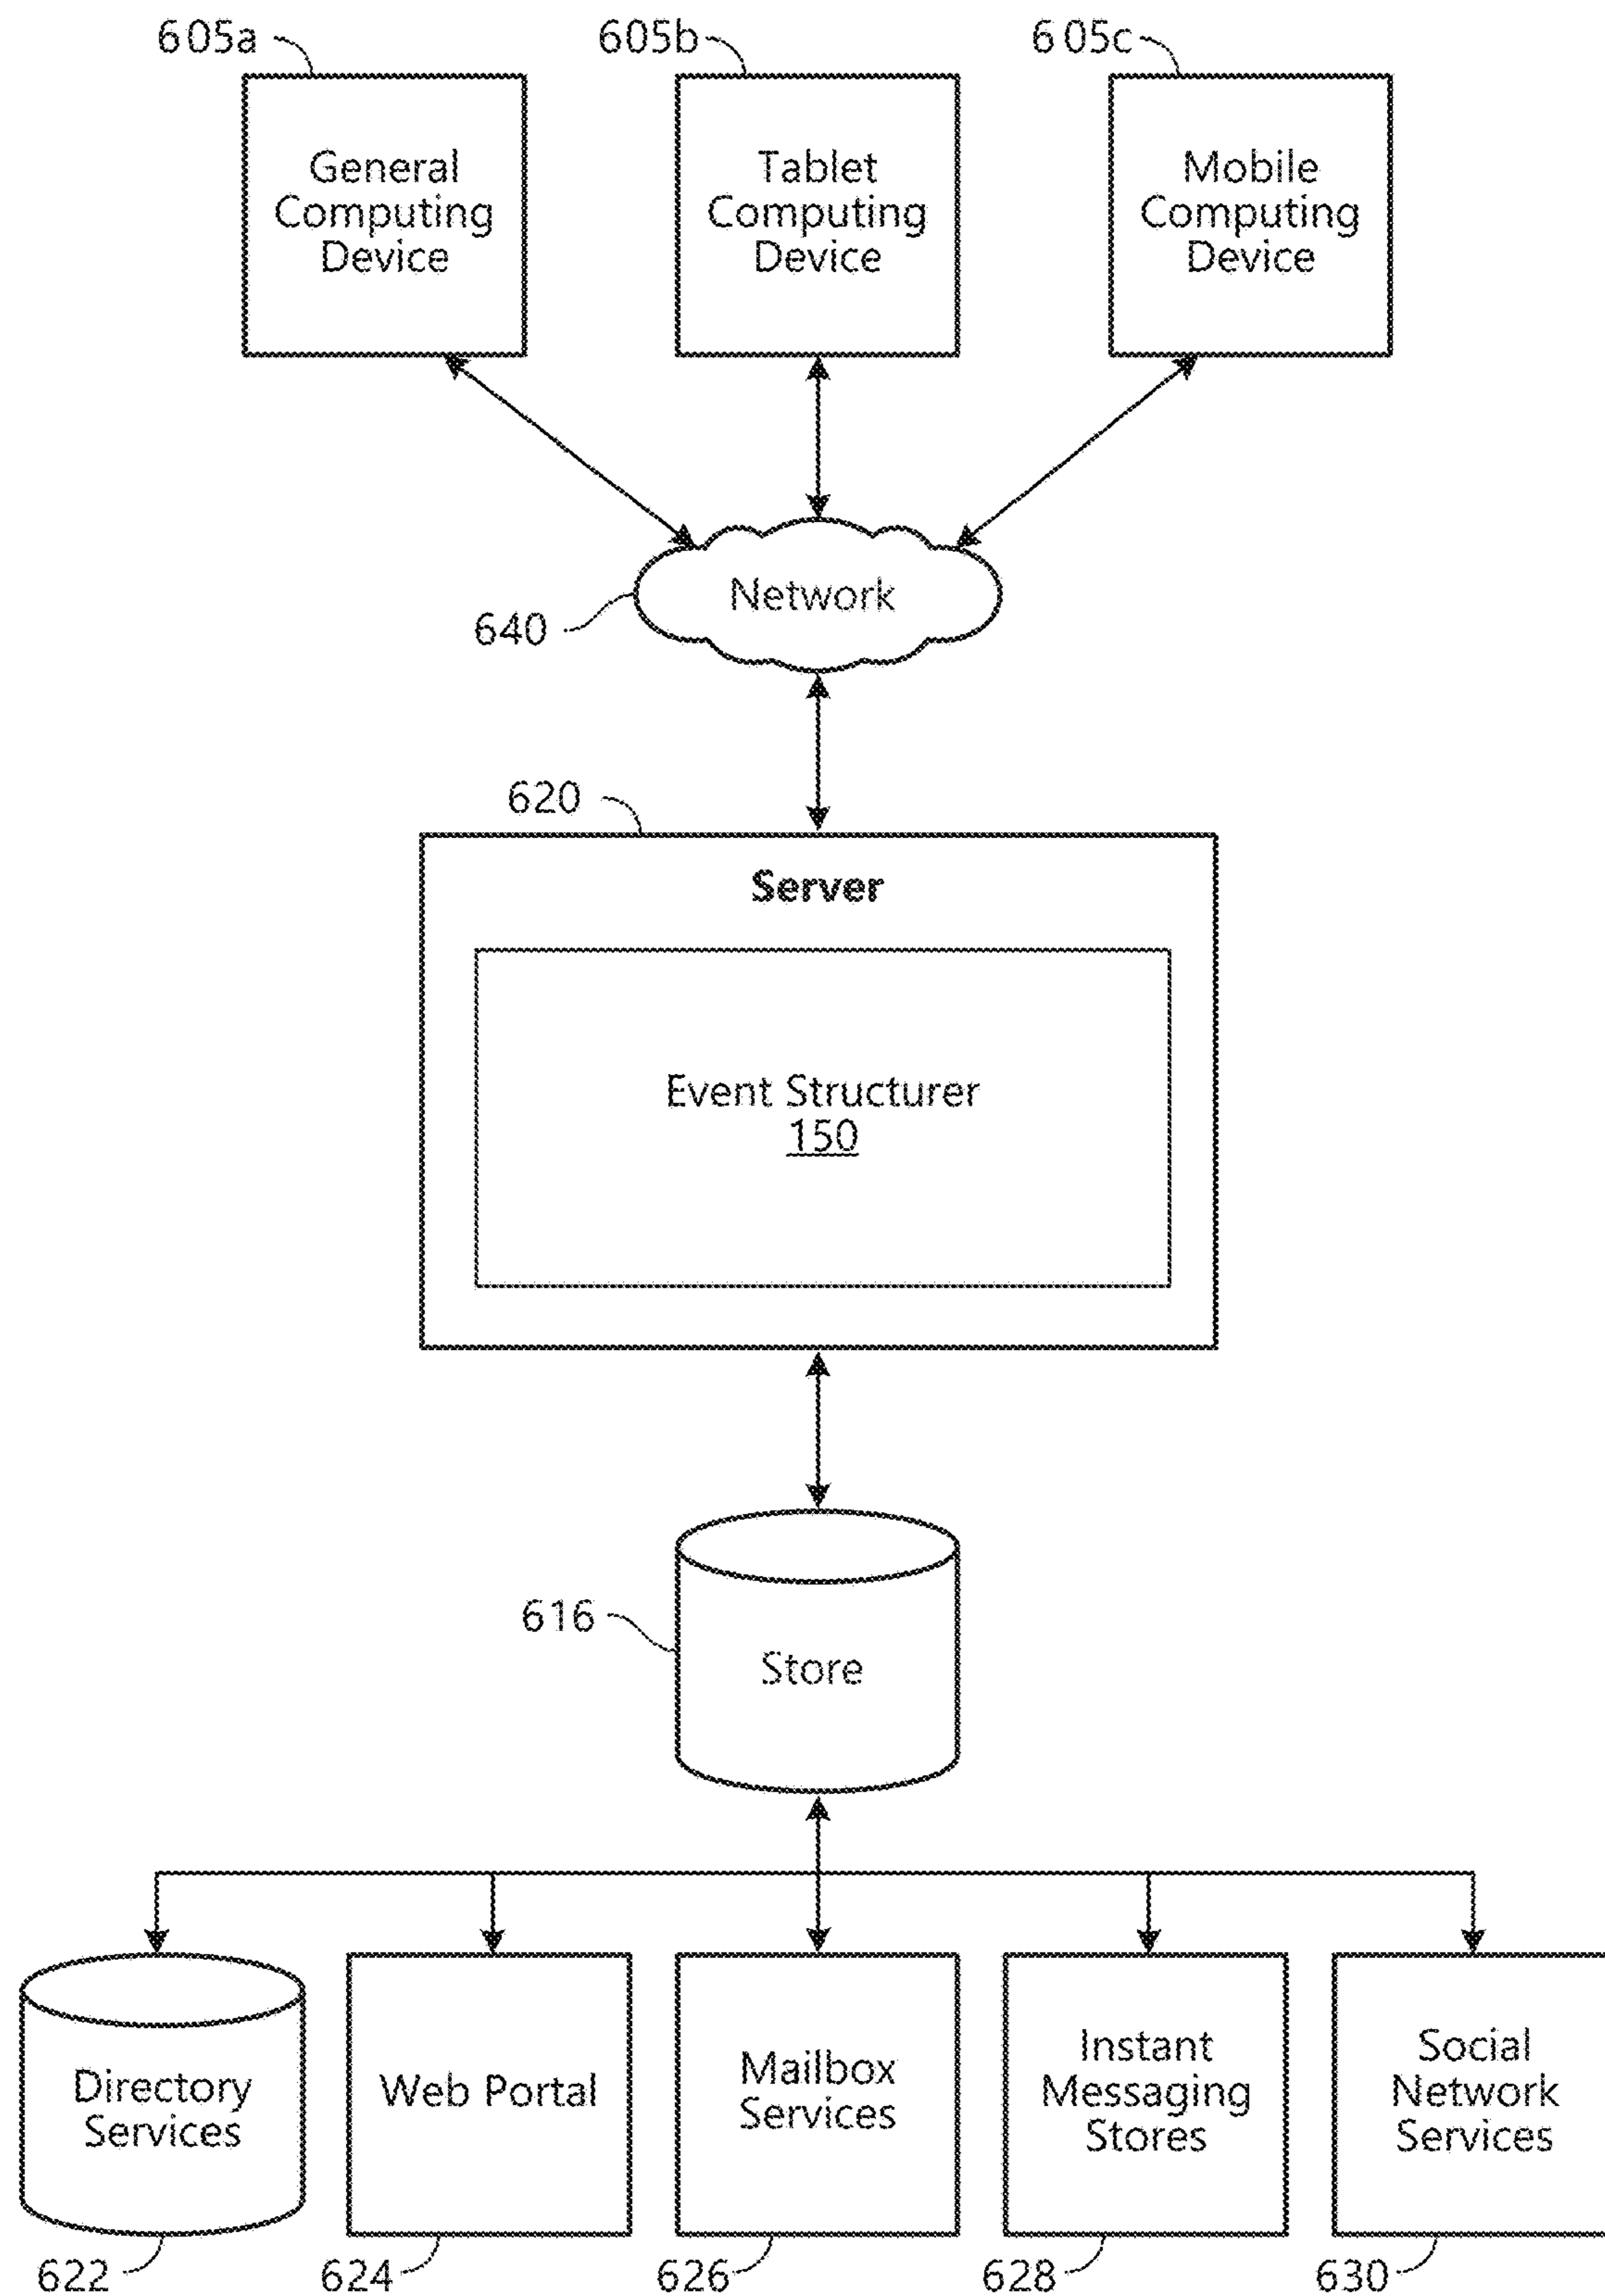 605a
605b
605c
General
Computing
Device
Tablet
Computing
Device
Mobile
Computing
Device
Network
640
620
Server
Event Structurer
150
616
Store
Directory
Services
Web Portal
Mailbox
Services
Instant
Messaging
Stores
Social
Network
Services
622
624
626
628
630